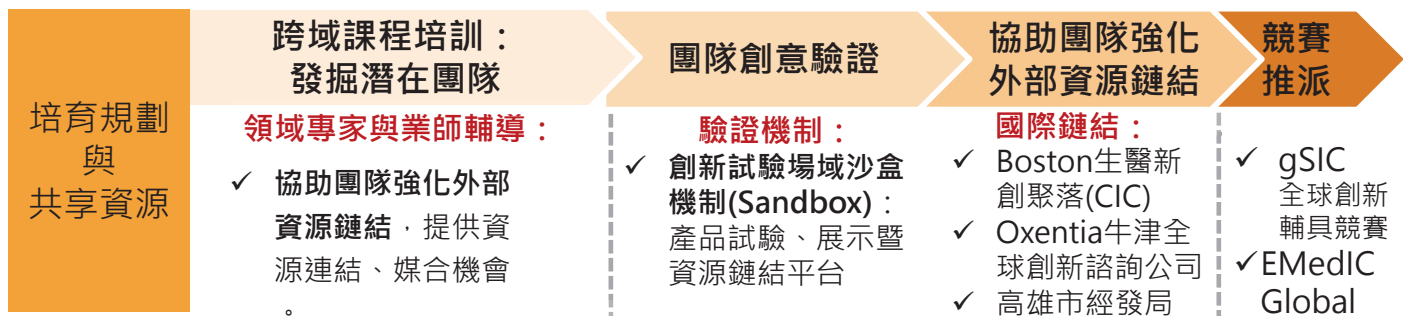 培育規劃
與
共享資源
跨域課程培訓：
發掘潛在團隊
領域專家與業師輔導：
✓ 協助團隊強化外部
資源鏈結，提供資
源連結、媒合機會
。
團隊創意驗證
驗證機制：
✓ 創新試驗場域沙盒
機制(Sandbox)：
產品試驗、展示暨
資源鏈結平台
協助團隊強化
外部資源鏈結
國際鏈結：
✓ Boston生醫新
創聚落(CIC)
✓ Oxentia牛津全
球創新諮詢公司
✓ 高雄市經發局
競賽
推派
✓ gSIC
全球創新
輔具競賽
✓EMedIC
Global